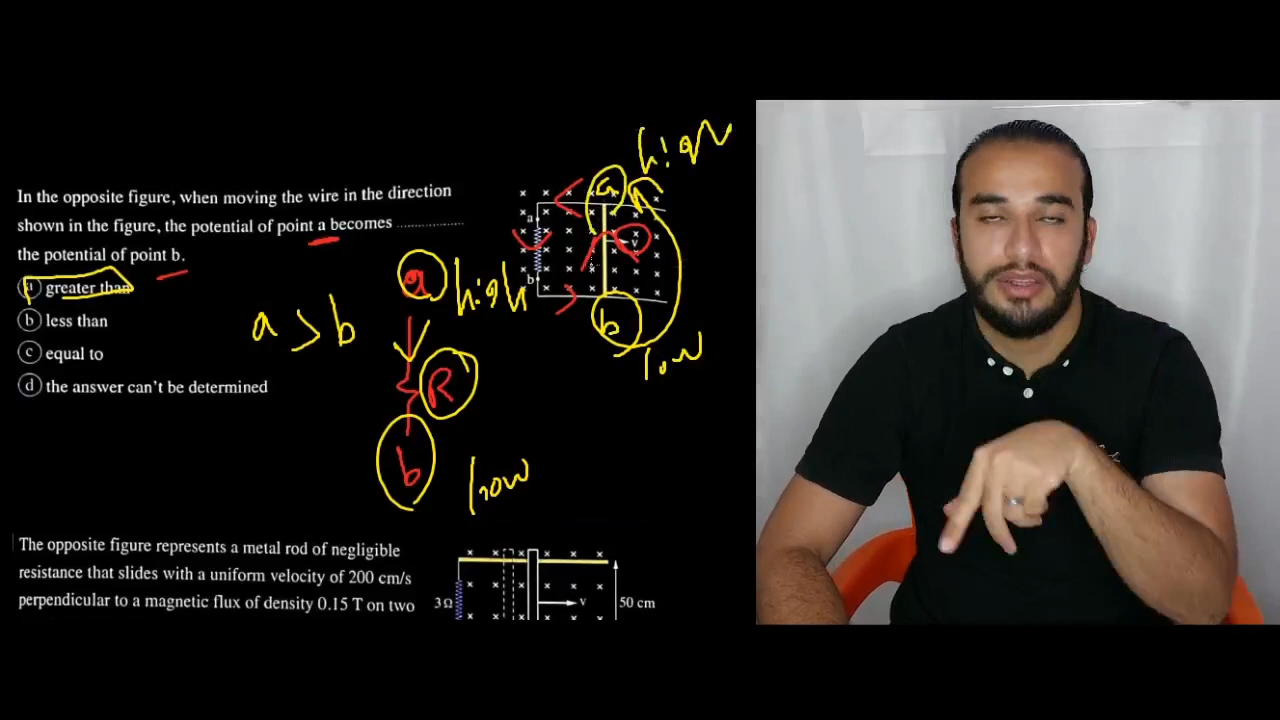 In the opposite figure, when moving the wire in the direction
shown in the figure, the potential of point a becomes ................
the potential of point b.
a greater than
b less than
c equal to
d the answer can't be determined
a > b
a high
R
b low
a high
b low
a
b
v
The opposite figure represents a metal rod of negligible
resistance that slides with a uniform velocity of 200 cm/s
perpendicular to a magnetic flux of density 0.15 T on two
3Ω
v
50 cm